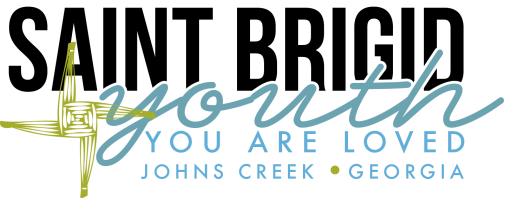 SAINT BRIGID
youth
YOU ARE LOVED
JOHNS CREEK • GEORGIA